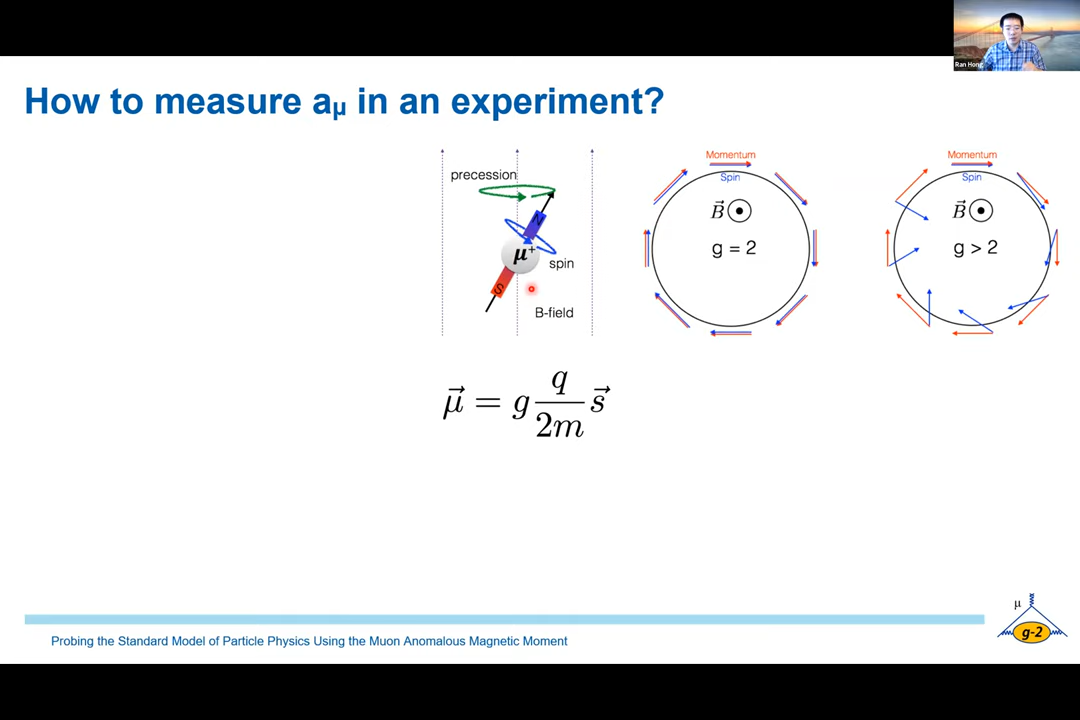 Ran Hong
How to measure aμ in an experiment?
precession
N
μ+
S
spin
B-field
Momentum
Spin
B⃗
g = 2
Momentum
Spin
B⃗
g > 2
μ⃗ = g q/2m s⃗
μ
g-2
Probing the Standard Model of Particle Physics Using the Muon Anomalous Magnetic Moment